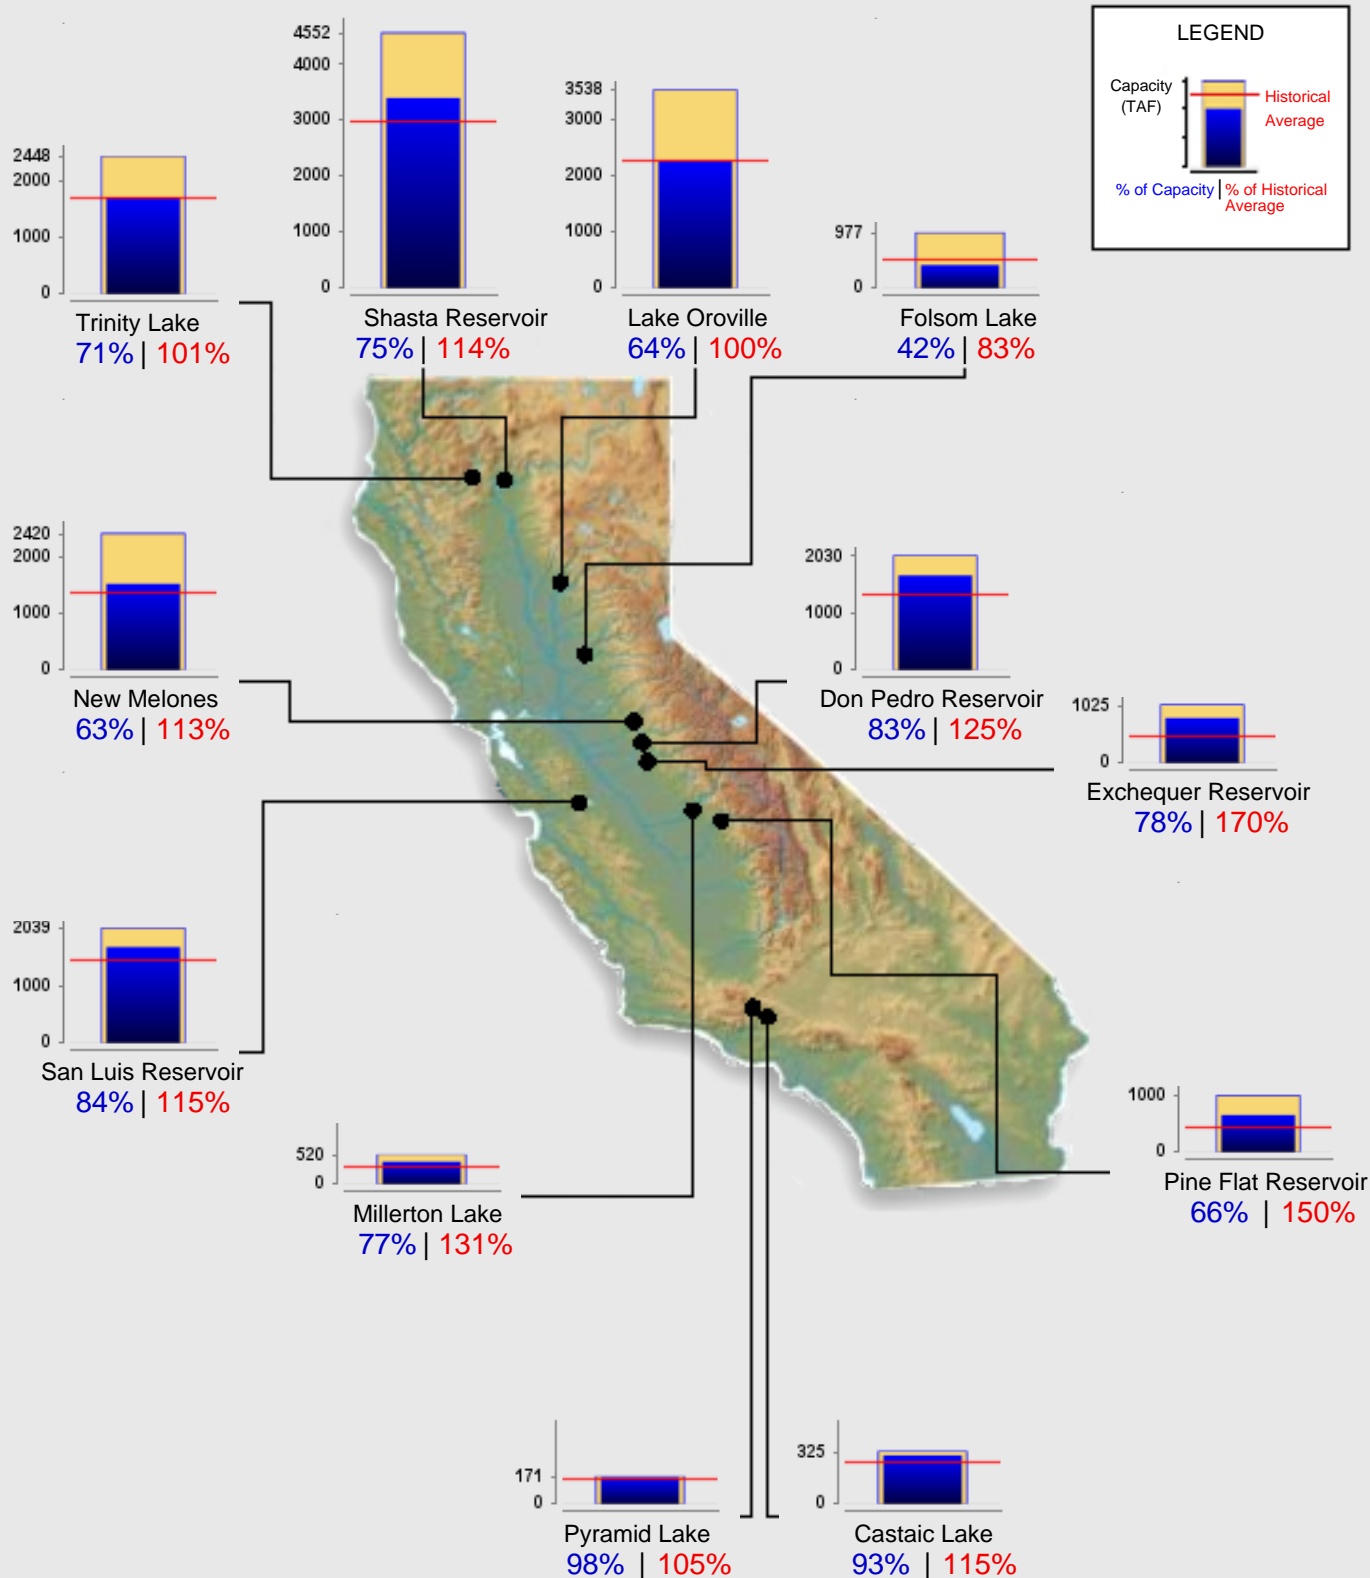 LEGEND
Capacity
(TAF)
Historical
Average
% of Capacity | % of Historical
Average
4552
4000
3000
2000
1000
0
Shasta Reservoir
75% | 114%
3538
3000
2000
1000
0
Lake Oroville
64% | 100%
2448
2000
1000
0
Trinity Lake
71% | 101%
977
0
Folsom Lake
42% | 83%
2420
2000
1000
0
New Melones
63% | 113%
2030
1000
0
Don Pedro Reservoir
83% | 125%
1025
0
Exchequer Reservoir
78% | 170%
2039
1000
0
San Luis Reservoir
84% | 115%
520
0
Millerton Lake
77% | 131%
1000
0
Pine Flat Reservoir
66% | 150%
171
0
Pyramid Lake
98% | 105%
325
0
Castaic Lake
93% | 115%